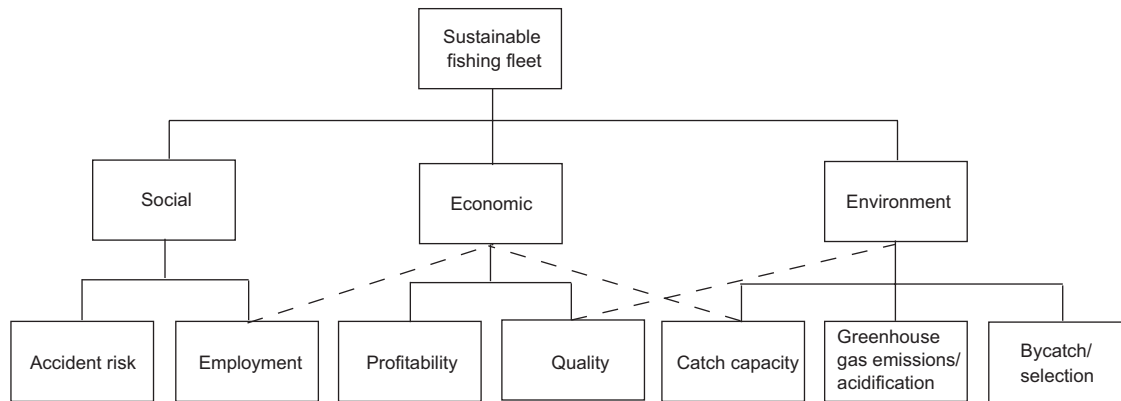 Sustainable
fishing fleet
Social
Economic
Environment
Accident risk
Employment
Profitability
Quality
Catch capacity
Greenhouse
gas emissions/
acidification
Bycatch/
selection